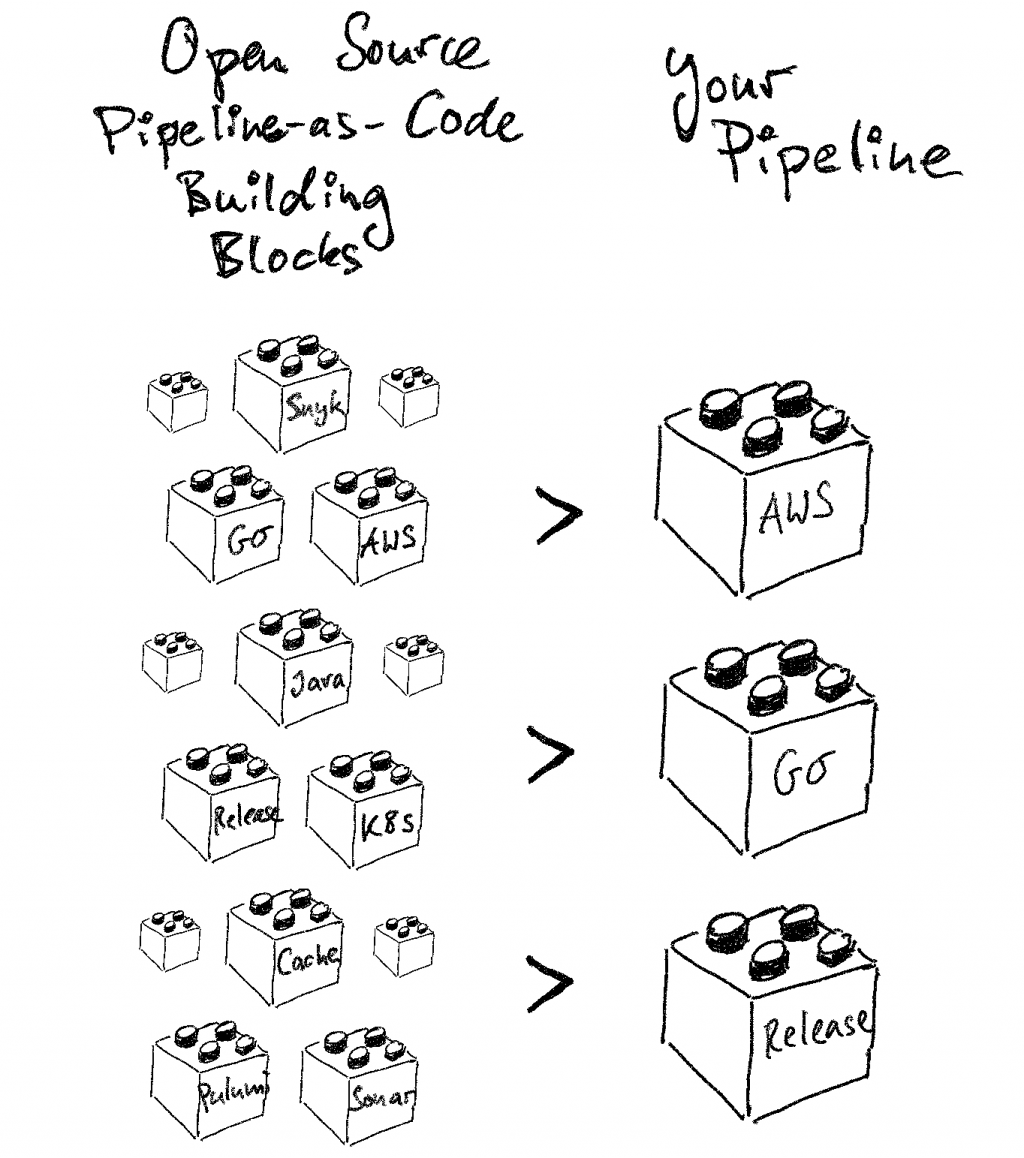 Open Source
Pipeline-as-Code
Building
Blocks
Your
Pipeline
Snyk
Go
AWS
Java
Release
K8s
Cache
Pulumi
Sonar
>
>
>
AWS
Go
Release